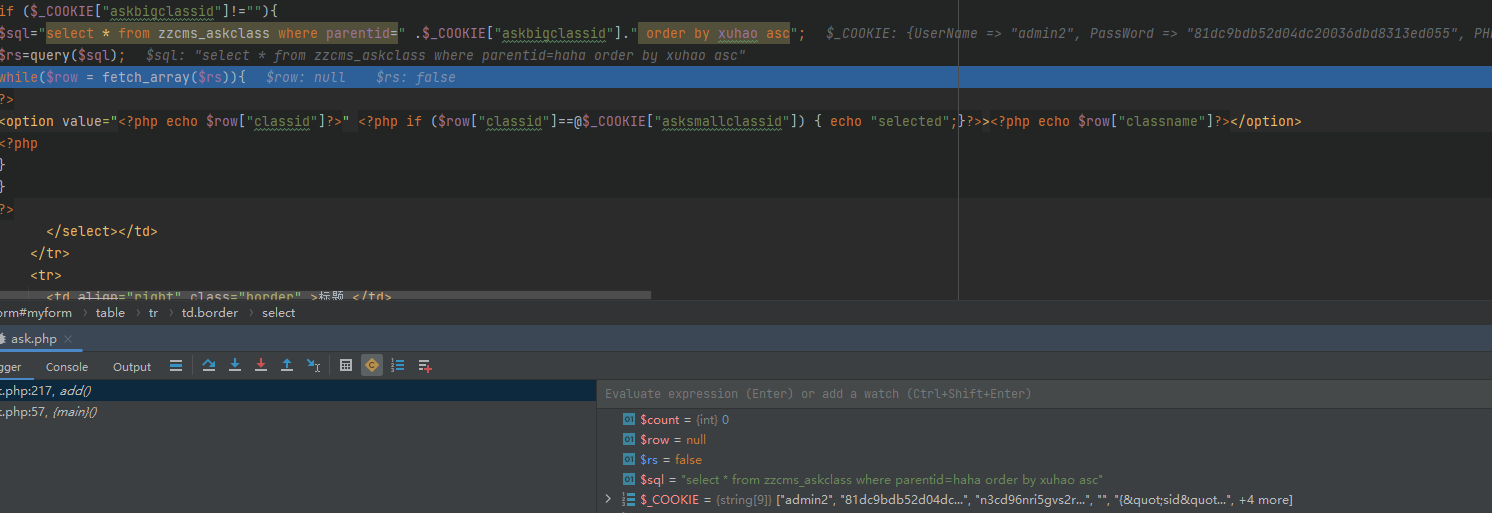 if ($_COOKIE["askbigclassid"]!=""){
$sql="select * from zzcms_askclass where parentid=" .$_COOKIE["askbigclassid"]." order by xuhao asc"; $_COOKIE: {UserName => "admin2", PassWord => "81dc9bdb52d04dc20036dbd8313ed055", PH
$rs=query($sql); $sql: "select * from zzcms_askclass where parentid=haha order by xuhao asc"
while($row = fetch_array($rs)){ $row: null $rs: false
?>
<option value="<?php echo $row["classid"]?>" <?php if ($row["classid"]==@$_COOKIE["asksmallclassid"]) { echo "selected";}?>><?php echo $row["classname"]?></option>
<?php
}
}
?>
</select></td>
</tr>
<tr>
<td align="right" class="border" >标题 </td>
orm#myform › table › tr › td.border › select
ask.php ×
gger Console Output
k.php:217, add()
k.php:57, {main}()
Evaluate expression (Enter) or add a watch (Ctrl+Shift+Enter)
$count = {int} 0
$row = null
$rs = false
$sql = "select * from zzcms_askclass where parentid=haha order by xuhao asc"
$_COOKIE = {string[9]} ["admin2", "81dc9bdb52d04dc...", "n3cd96nri5gvs2r...", "", "{&quot;sid&quot...", +4 more]